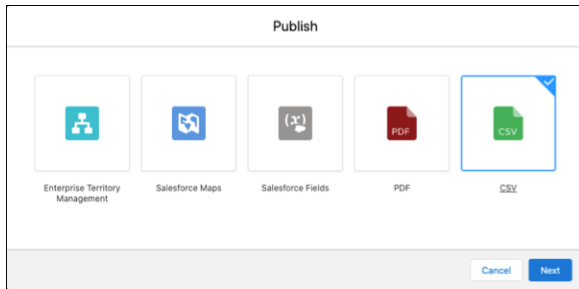 Publish
(x)
PDF
CSV
Enterprise Territory
Management
Salesforce Maps
Salesforce Fields
PDF
CSV
Cancel
Next